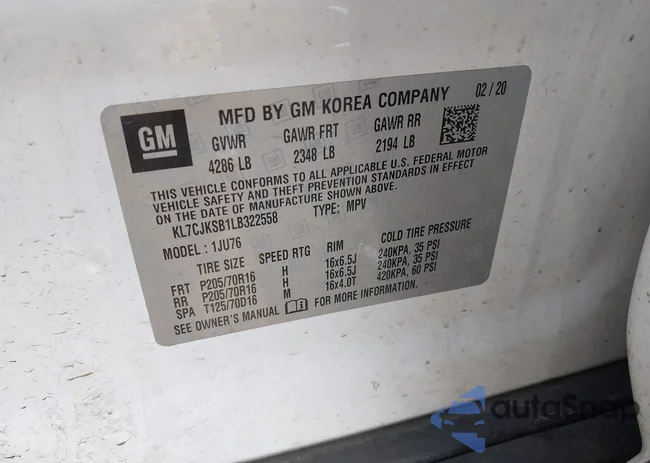 GM
MFD BY GM KOREA COMPANY 02 / 20
GVWR GAWR FRT GAWR RR
4286 LB 2348 LB 2194 LB
THIS VEHICLE CONFORMS TO ALL APPLICABLE U.S. FEDERAL MOTOR
VEHICLE SAFETY AND THEFT PREVENTION STANDARDS IN EFFECT
ON THE DATE OF MANUFACTURE SHOWN ABOVE.
KL7CJKSB1LB322558 TYPE: MPV
MODEL : 1JU76
TIRE SIZE SPEED RTG RIM COLD TIRE PRESSURE
FRT P205/70R16 H 16x6.5J 240KPA, 35 PSI
RR P205/70R16 H 16x6.5J 240KPA, 35 PSI
SPA T125/70D16 M 16x4.0T 420KPA, 60 PSI
SEE OWNER'S MANUAL FOR MORE INFORMATION.
autoSnap